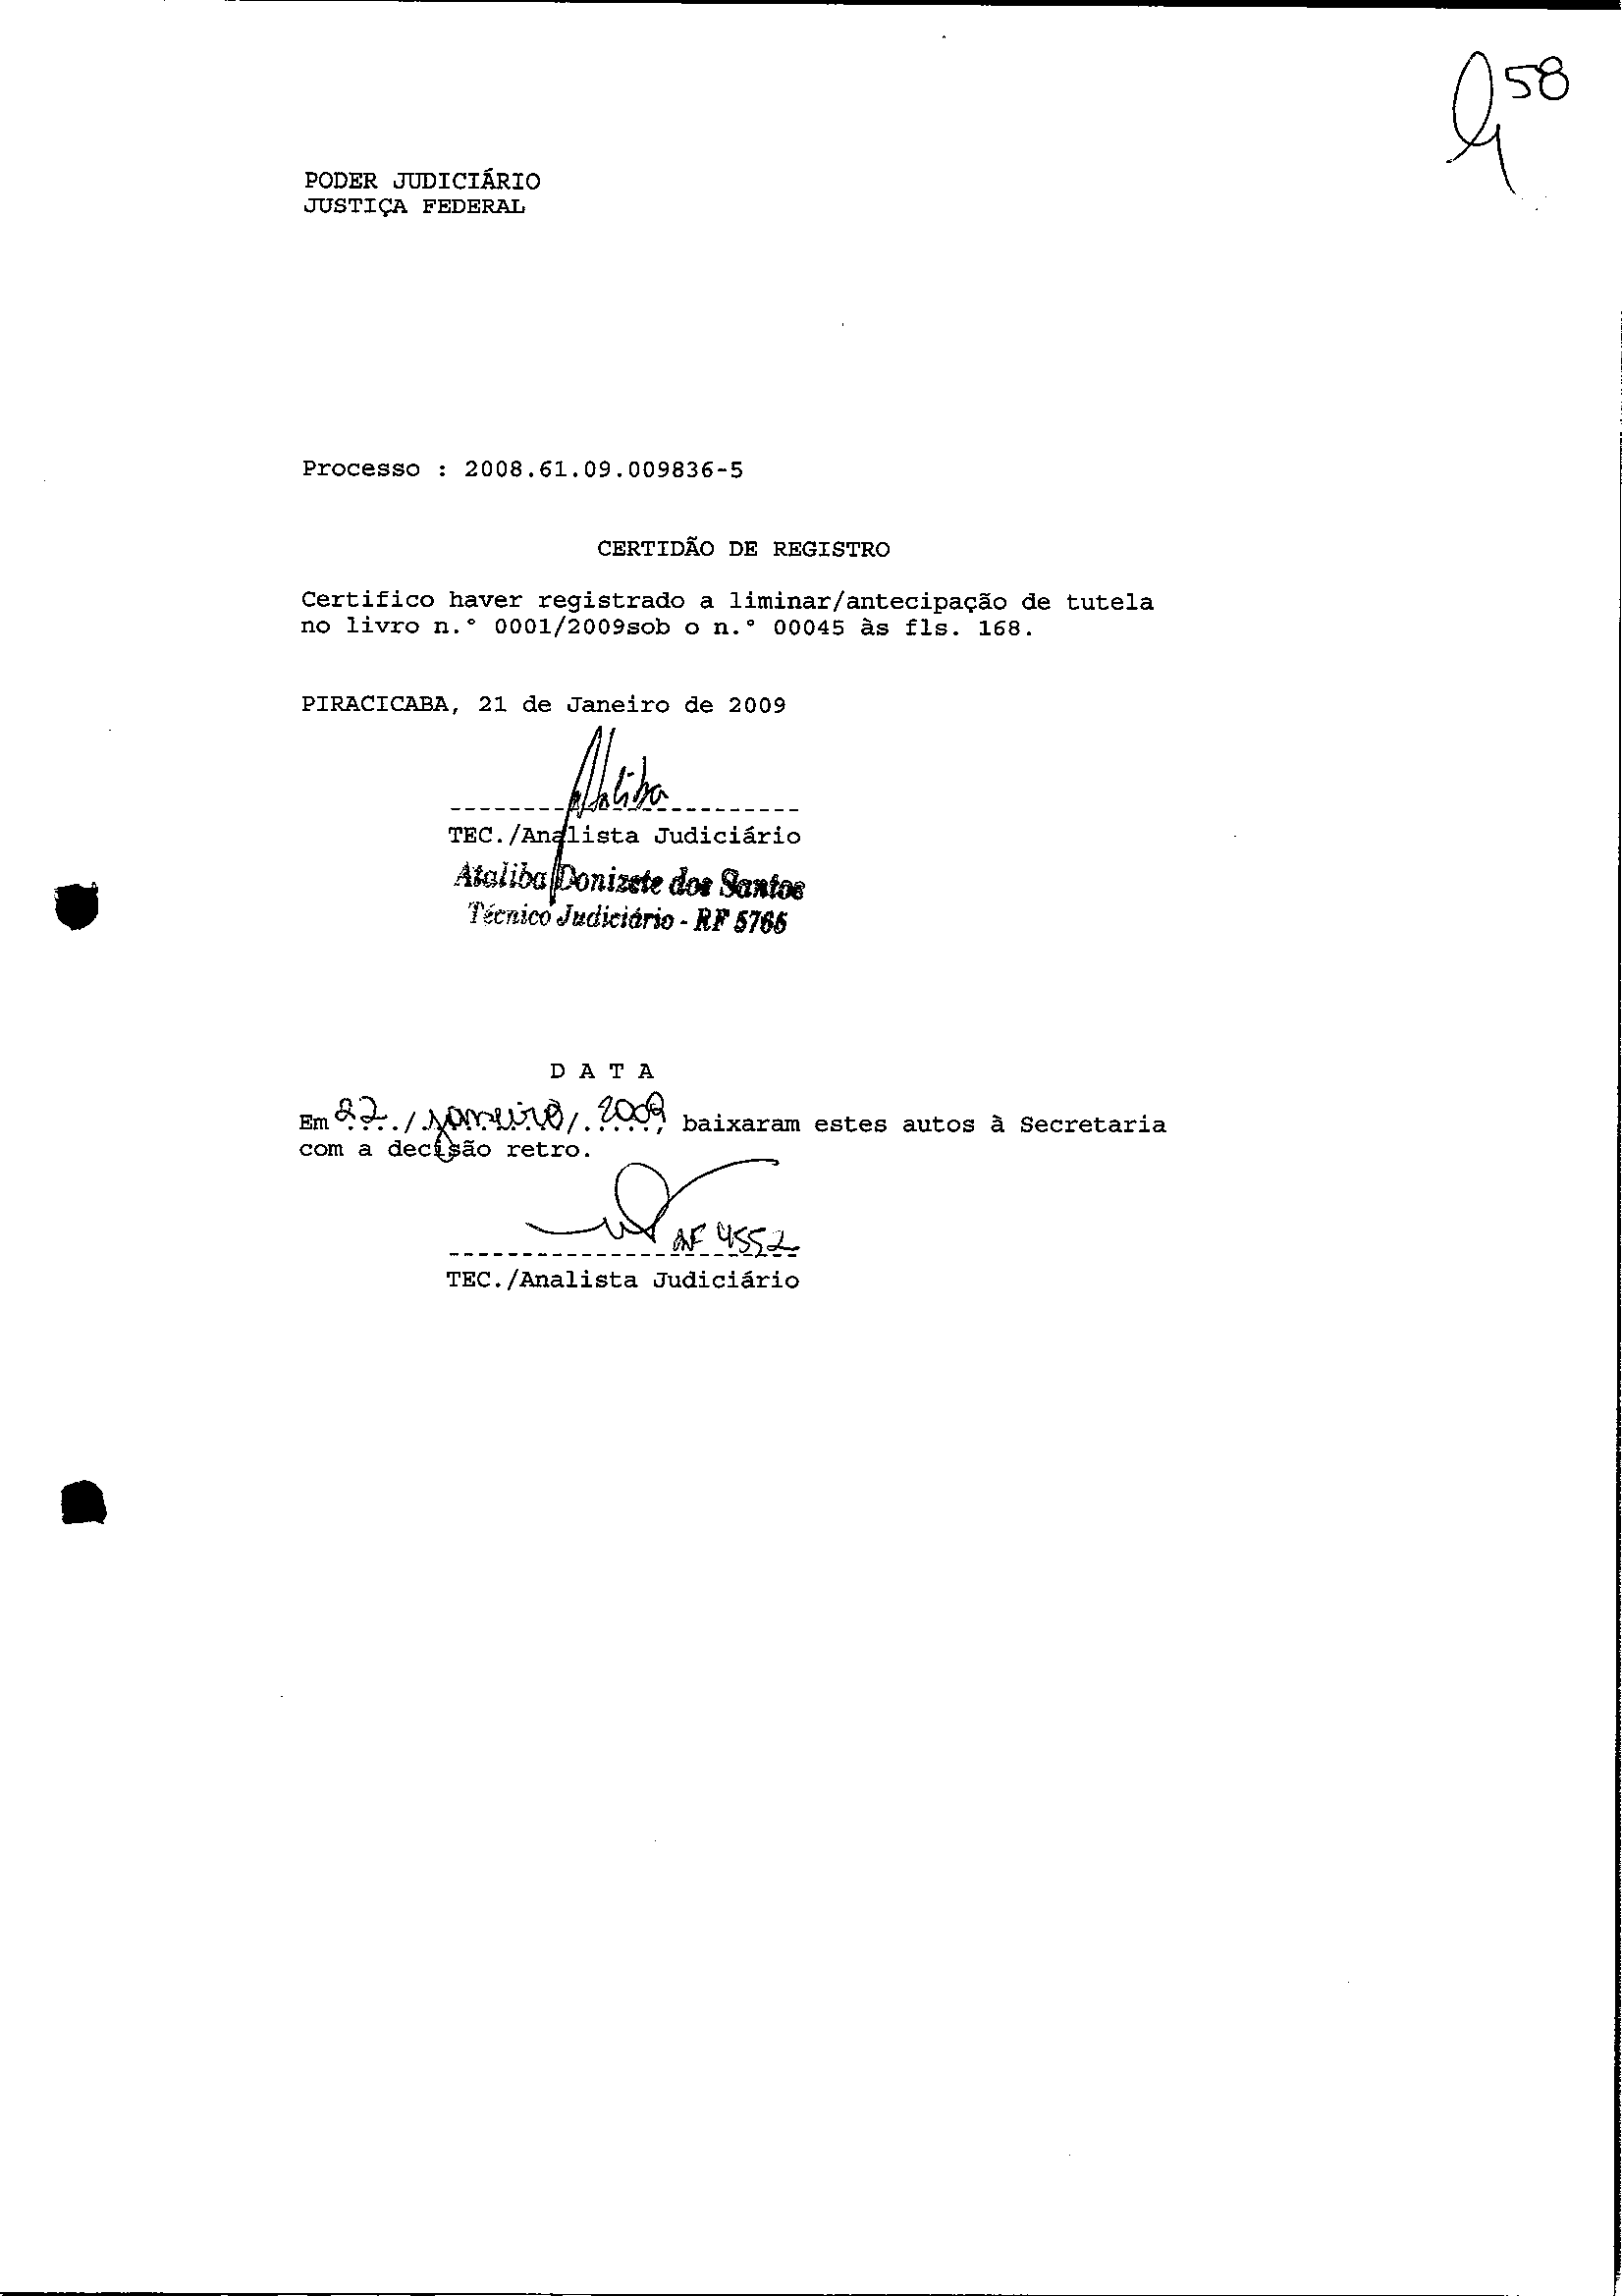 58
PODER JUDICIÁRIO
JUSTIÇA FEDERAL
Processo : 2008.61.09.009836-5
CERTIDÃO DE REGISTRO
Certifico haver registrado a liminar/antecipação de tutela
no livro n.º 0001/2009sob o n.º 00045 às fls. 168.
PIRACICABA, 21 de Janeiro de 2009
Ataliba
TEC./Analista Judiciário
Ataliba Donizete dos Santos
Técnico Judiciário - RF 5766
D A T A
Em 22 / janeiro / 2009, baixaram estes autos à Secretaria
com a decisão retro.
4552
TEC./Analista Judiciário